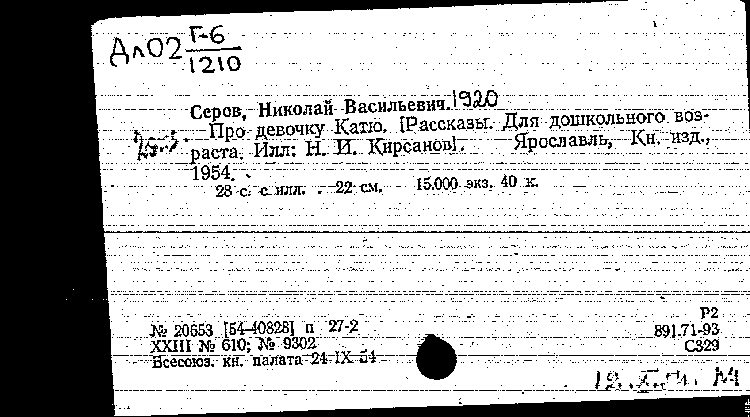 Дл02 Г-6
1210
Серов, Николай Васильевич. 1920
Про девочку Катю. [Рассказы. Для дошкольного воз-
раста. Илл: Н. И. Кирсанов]. Ярославль, Кн. изд.,
1954.
28 с. с илл. 22 см. 15.000 экз. 40 к.
Р2
№ 20653 [54-40828] п 27-2 891.71-93
XXIII № 610; № 9302 С329
Всесоюз. кн. палата 24 IX 54